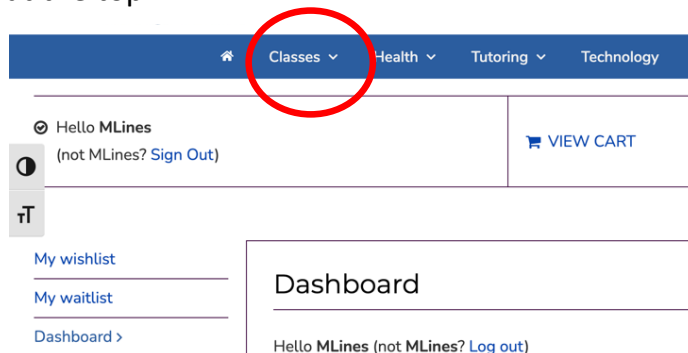 Classes Health Tutoring Technology
Hello MLines
(not MLines? Sign Out)
VIEW CART
My wishlist
My waitlist
Dashboard >
Dashboard
Hello MLines (not MLines? Log out)